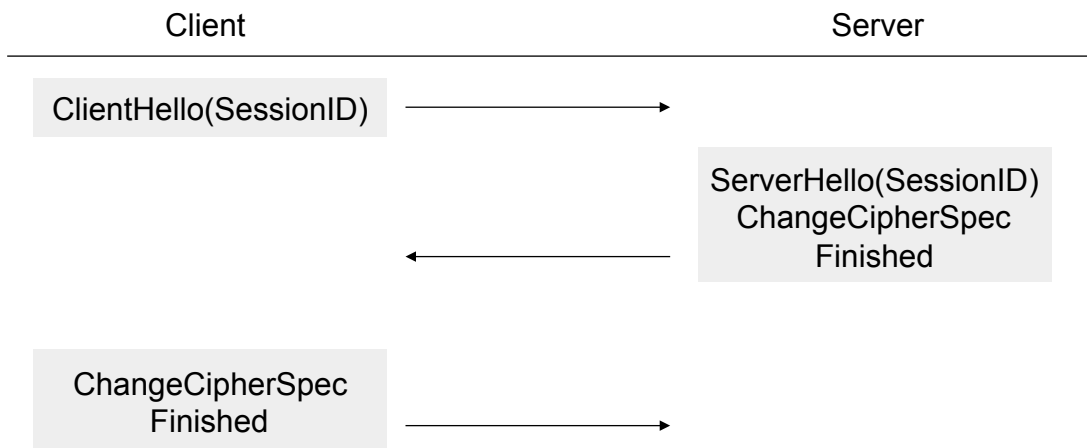 Client
Server
ClientHello(SessionID)
ServerHello(SessionID)
ChangeCipherSpec
Finished
ChangeCipherSpec
Finished